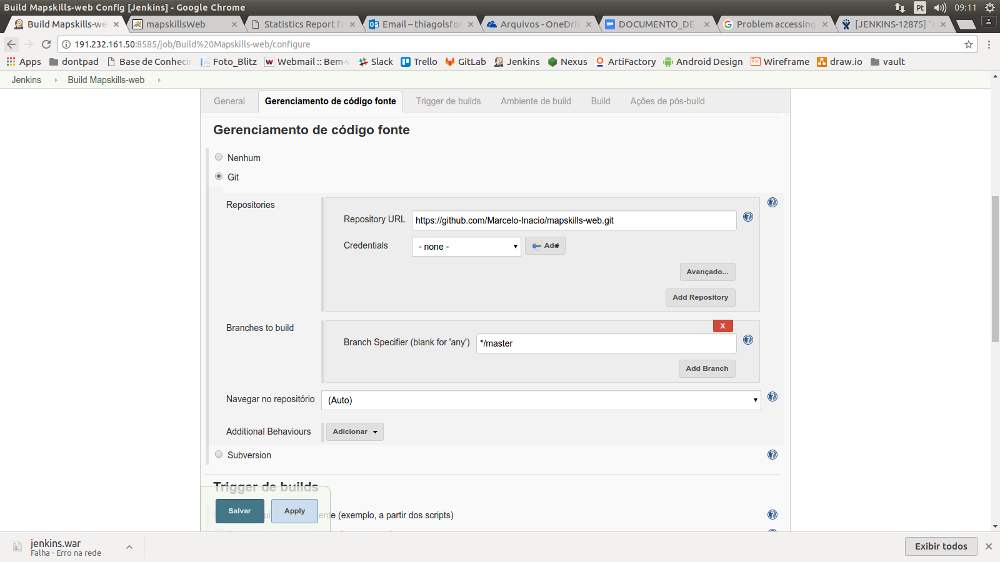 Build Mapskills-web Config [Jenkins] - Google Chrome
Pt
09:11
Build Mapskills-we
mapskillsWeb
Statistics Report fo
Email – thiagolsfor
Arquivos - OneDriv
DOCUMENTO_DE_
Problem accessing
[JENKINS-12875] "
191.232.161.50:8585/job/Build%20Mapskills-web/configure
Apps
dontpad
Base de Conheci
Foto_Blitz
Webmail :: Bem-v
Slack
Trello
GitLab
Jenkins
Nexus
ArtiFactory
Android Design
Wireframe
draw.io
vault
Jenkins
Build Mapskills-web
General
Gerenciamento de código fonte
Trigger de builds
Ambiente de build
Build
Ações de pós-build
Gerenciamento de código fonte
Nenhum
Git
Repositories
Repository URL
https://github.com/Marcelo-Inacio/mapskills-web.git
Credentials
- none -
Add
Avançado...
Add Repository
Branches to build
X
Branch Specifier (blank for 'any')
*/master
Add Branch
Navegar no repositório
(Auto)
Additional Behaviours
Adicionar
Subversion
Trigger de builds
Salvar
Apply
ente (exemplo, a partir dos scripts)
jenkins.war
Falha - Erro na rede
Exibir todos